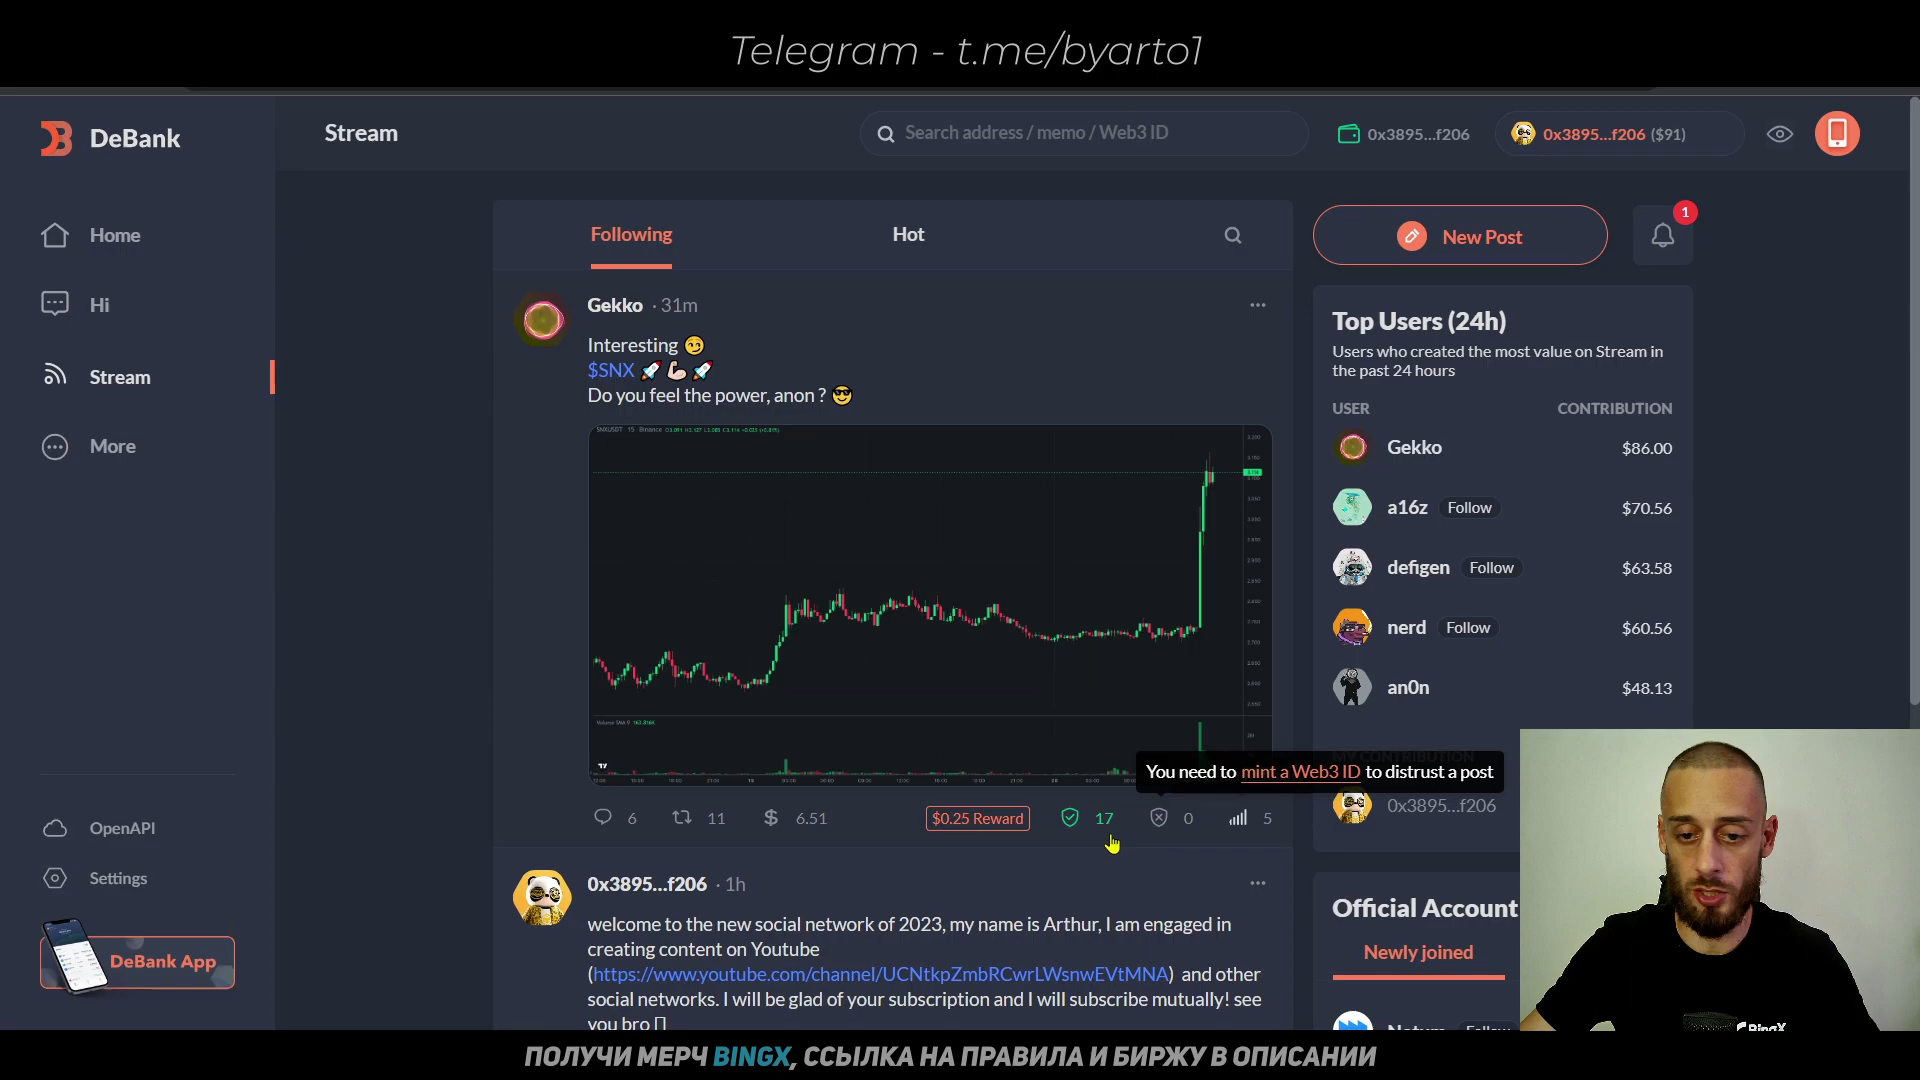 Telegram - t.me/byarto1
DeBank
Stream
Search address / memo / Web3 ID
0x3895...f206
0x3895...f206 ($91)
Home
Hi
Stream
More
OpenAPI
Settings
DeBank App
Following
Hot
New Post
1
Gekko · 31m
Interesting 😏
$SNX 🚀 💪🏻 🚀
Do you feel the power, anon ? 😎
6
11
6.51
$0.25 Reward
17
0
5
You need to mint a Web3 ID to distrust a post
0x3895...f206 · 1h
welcome to the new social network of 2023, my name is Arthur, I am engaged in
creating content on Youtube
(https://www.youtube.com/channel/UCNtkpZmbRCwrLWsnwEVtMNA) and other
social networks. I will be glad of your subscription and I will subscribe mutually! see
you bro
Top Users (24h)
Users who created the most value on Stream in
the past 24 hours
USER CONTRIBUTION
Gekko $86.00
a16z Follow $70.56
defigen Follow $63.58
nerd Follow $60.56
an0n $48.13
MY CONTRIBUTION
0x3895...f206
Official Account
Newly joined
BingX
ПОЛУЧИ МЕРЧ BINGX, ССЫЛКА НА ПРАВИЛА И БИРЖУ В ОПИСАНИИ